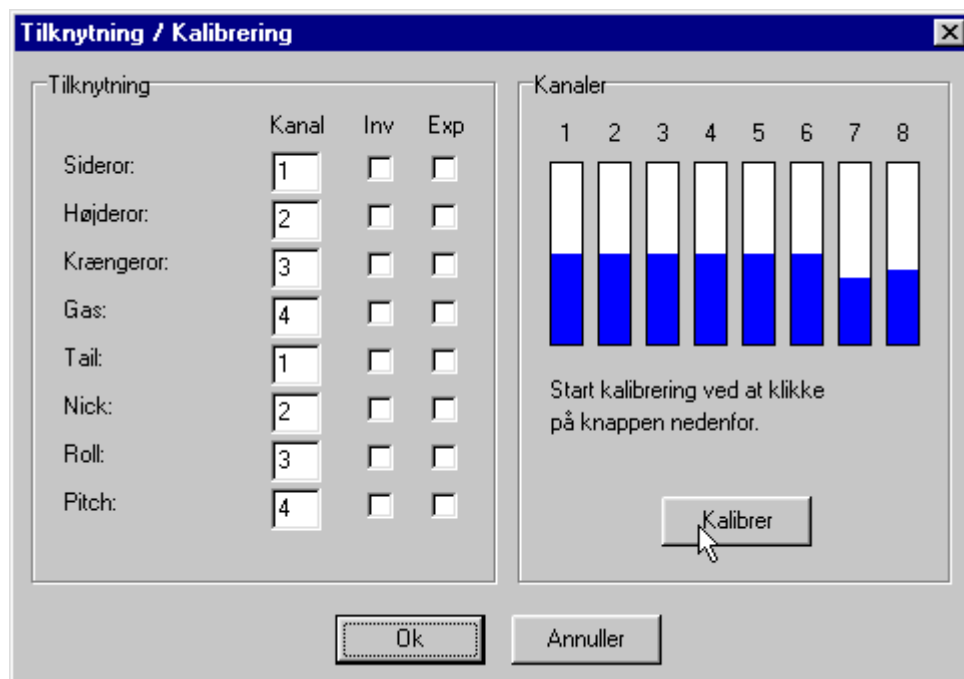 Tilknytning / Kalibrering
Tilknytning
Kanal Inv Exp
Sideror: 1
Højderor: 2
Krængeror: 3
Gas: 4
Tail: 1
Nick: 2
Roll: 3
Pitch: 4
Kanaler
1 2 3 4 5 6 7 8
Start kalibrering ved at klikke
på knappen nedenfor.
Kalibrer
Ok Annuller